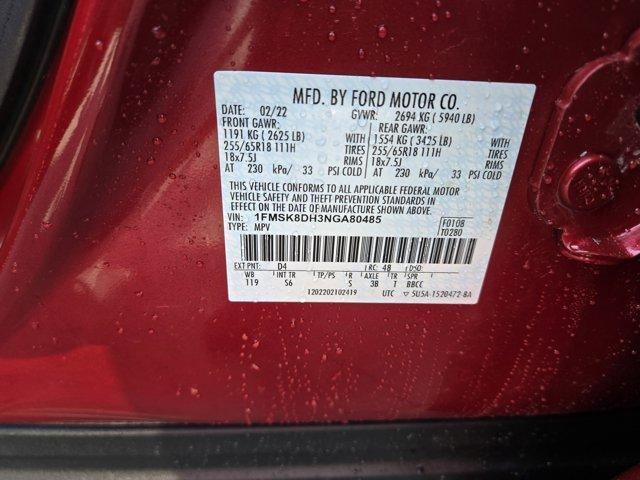 MFD. BY FORD MOTOR CO.
DATE: 02/22 GVWR: 2694 KG ( 5940 LB)
FRONT GAWR: REAR GAWR:
1191 KG ( 2625 LB) WITH 1554 KG ( 3425 LB) WITH
255/65R18 111H TIRES 255/65R18 111H TIRES
18x7.5J RIMS 18x7.5J RIMS
AT 230 kPa/ 33 PSI COLD AT 230 kPa/ 33 PSI COLD
THIS VEHICLE CONFORMS TO ALL APPLICABLE FEDERAL MOTOR
VEHICLE SAFETY AND THEFT PREVENTION STANDARDS IN
EFFECT ON THE DATE OF MANUFACTURE SHOWN ABOVE.
VIN: 1FMSK8DH3NGA80485 F0108
TYPE: MPV T0280
EXT PNT: D4 RC: 48 DSO:
WB INT TR TP/PS R AXLE TR SPR
119 S6 S 3B T BBCC
1202202102419 UTC ▽ 5U5A-1520472-BA